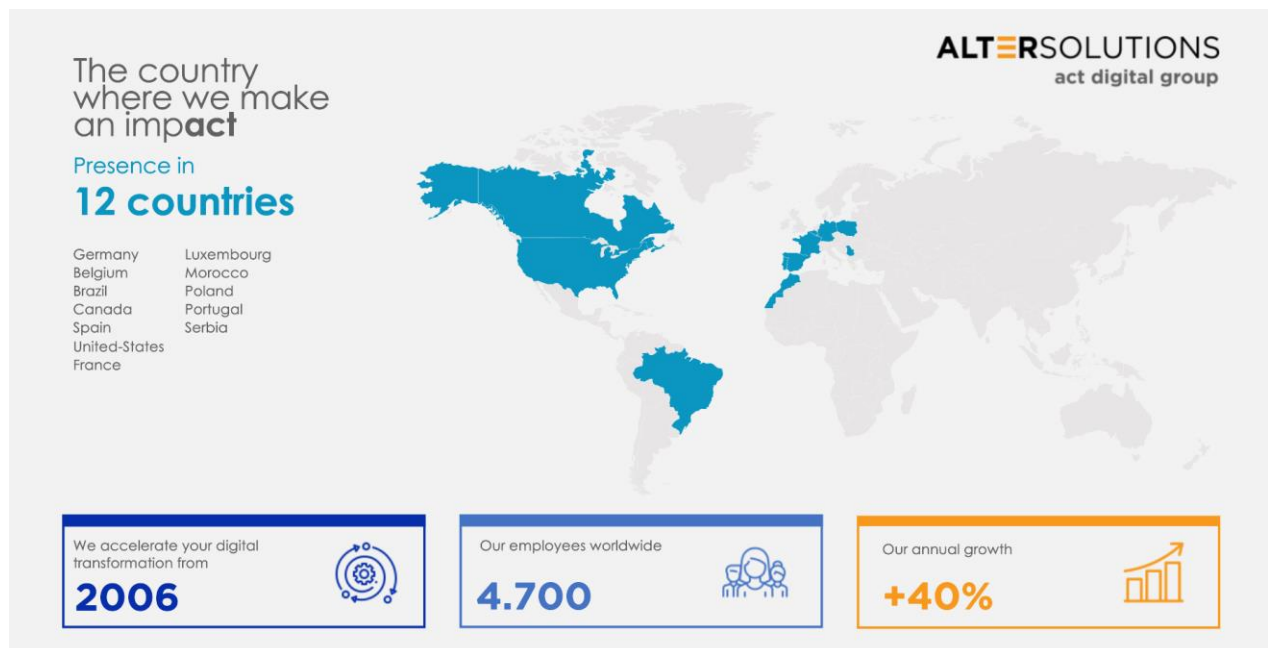 The country
where we make
an impact
Presence in
12 countries
Germany
Belgium
Brazil
Canada
Spain
United-States
France
Luxembourg
Morocco
Poland
Portugal
Serbia
ALTERSOLUTIONS
act digital group
We accelerate your digital
transformation from
2006
Our employees worldwide
4.700
Our annual growth
+40%